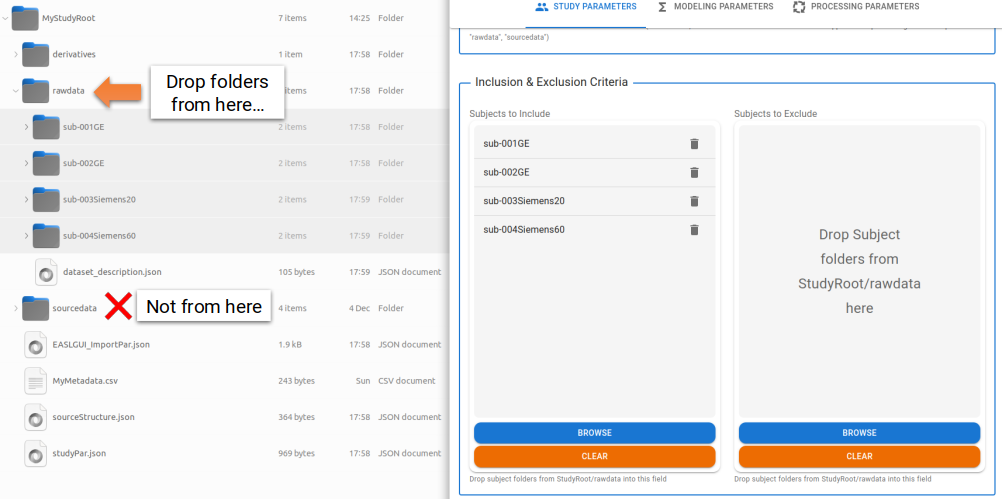 MyStudyRoot 7 items 14:25 Folder
derivatives 1 item 17:58 Folder
rawdata items 17:58 Folder
Drop folders
from here...
sub-001GE 2 items 17:58 Folder
sub-002GE 2 items 17:58 Folder
sub-003Siemens20 2 items 17:59 Folder
sub-004Siemens60 2 items 17:59 Folder
dataset_description.json 105 bytes 17:59 JSON document
sourcedata 4 items 4 Dec Folder
Not from here
EASLGUI_ImportPar.json 1.9 kB 17:58 JSON document
MyMetadata.csv 243 bytes Sun CSV document
sourceStructure.json 364 bytes 17:58 JSON document
studyPar.json 969 bytes 17:58 JSON document
STUDY PARAMETERS MODELING PARAMETERS PROCESSING PARAMETERS
"rawdata", "sourcedata")
Inclusion & Exclusion Criteria
Subjects to Include
sub-001GE
sub-002GE
sub-003Siemens20
sub-004Siemens60
BROWSE
CLEAR
Drop subject folders from StudyRoot/rawdata into this field
Subjects to Exclude
Drop Subject
folders from
StudyRoot/rawdata
here
BROWSE
CLEAR
Drop subject folders from StudyRoot/rawdata into this field